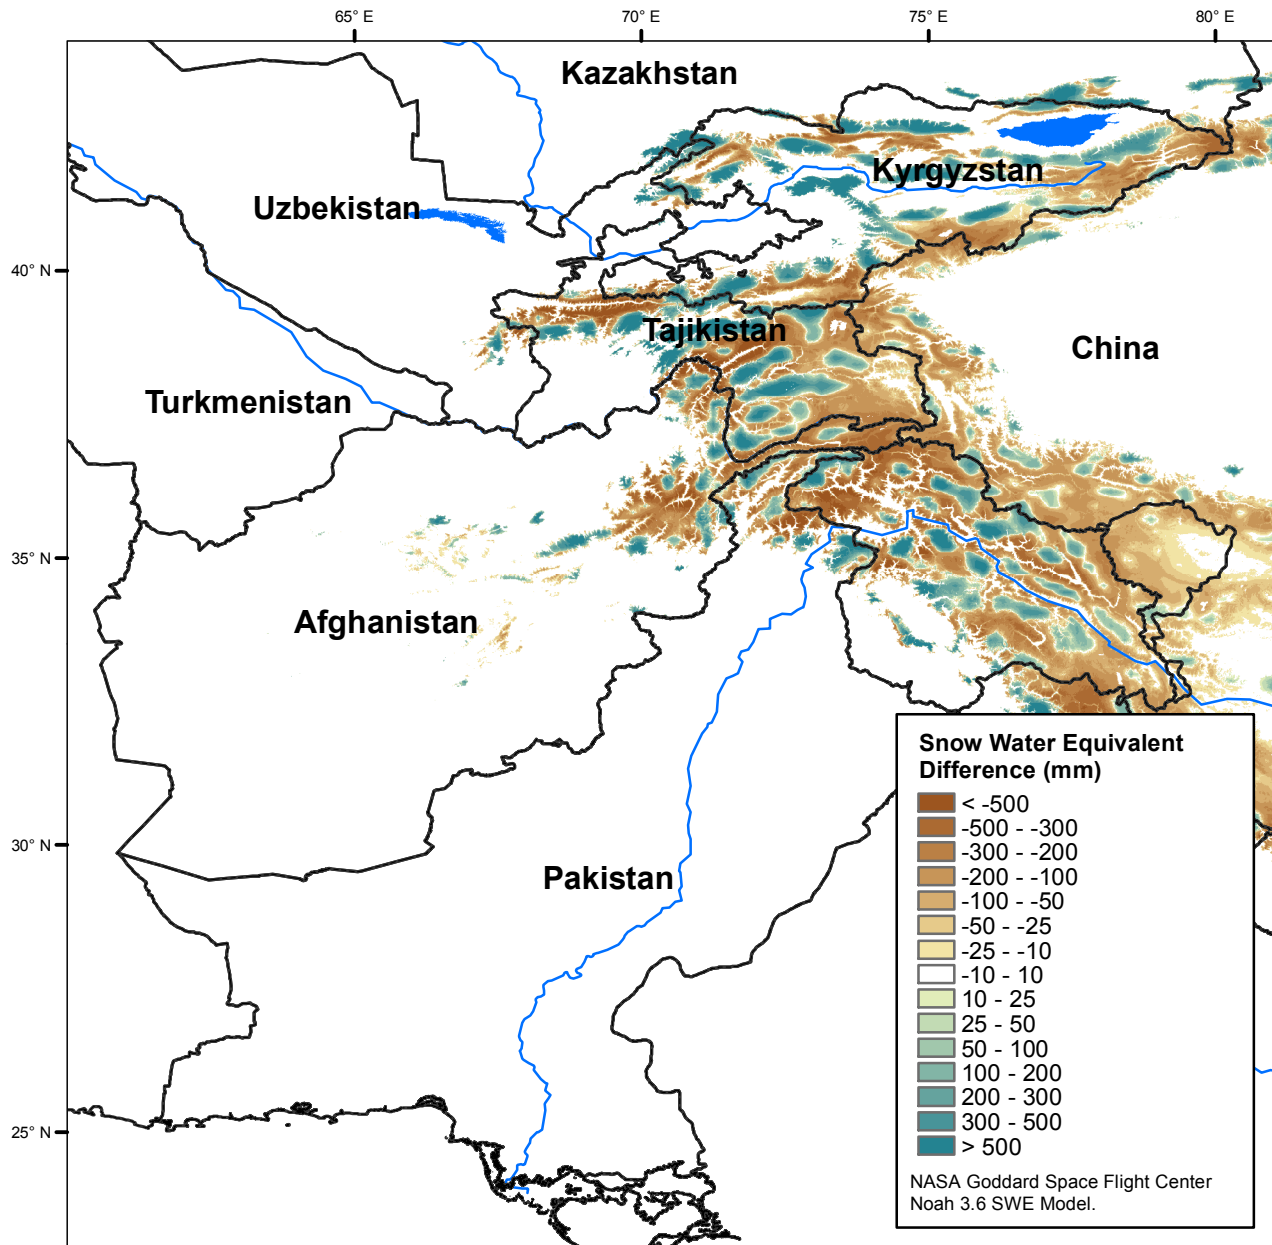 65° E
70° E
75° E
80° E
Kazakhstan
Kyrgyzstan
Uzbekistan
40° N
Tajikistan
China
Turkmenistan
35° N
Afghanistan
Snow Water Equivalent
Difference (mm)
< -500
-500 - -300
-300 - -200
-200 - -100
-100 - -50
-50 - -25
-25 - -10
-10 - 10
10 - 25
25 - 50
50 - 100
100 - 200
200 - 300
300 - 500
> 500
30° N
Pakistan
25° N
NASA Goddard Space Flight Center
Noah 3.6 SWE Model.